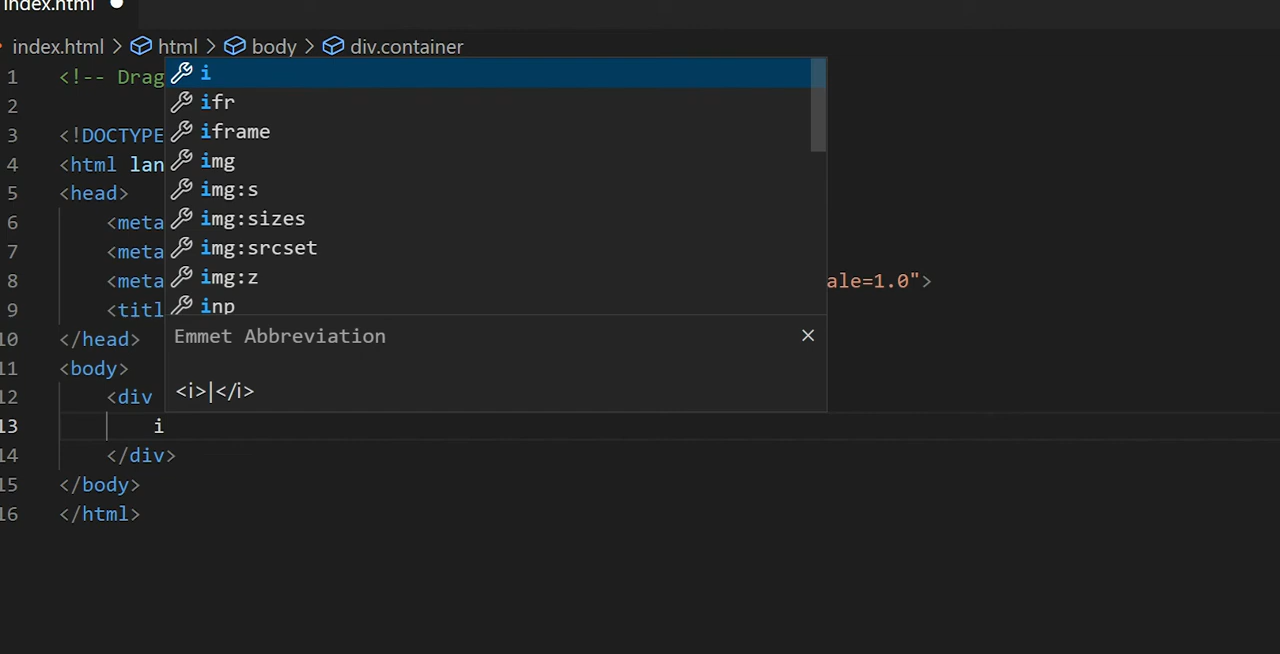 index.html
index.html > html > body > div.container
1 <!-- Drag
2
3 <!DOCTYPE
4 <html lan
5 <head>
6 <meta
7 <meta
8 <meta ale=1.0">
9 <titl
10 </head>
11 <body>
12 <div
13 i
14 </div>
15 </body>
16 </html>
i
ifr
iframe
img
img:s
img:sizes
img:srcset
img:z
inp
Emmet Abbreviation
<i>|</i>